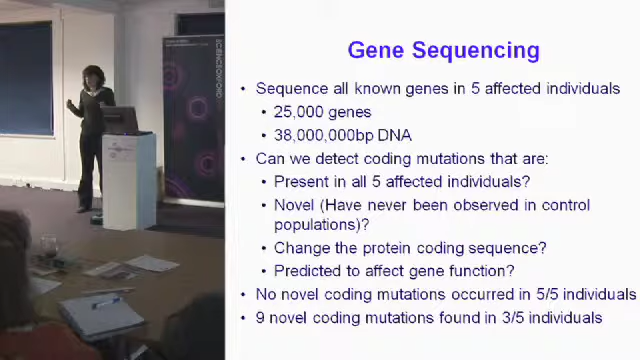 Gene Sequencing
• Sequence all known genes in 5 affected individuals
• 25,000 genes
• 38,000,000bp DNA
• Can we detect coding mutations that are:
• Present in all 5 affected individuals?
• Novel (Have never been observed in control
populations)?
• Change the protein coding sequence?
• Predicted to affect gene function?
• No novel coding mutations occurred in 5/5 individuals
• 9 novel coding mutations found in 3/5 individuals
SCIENCEOXFORD